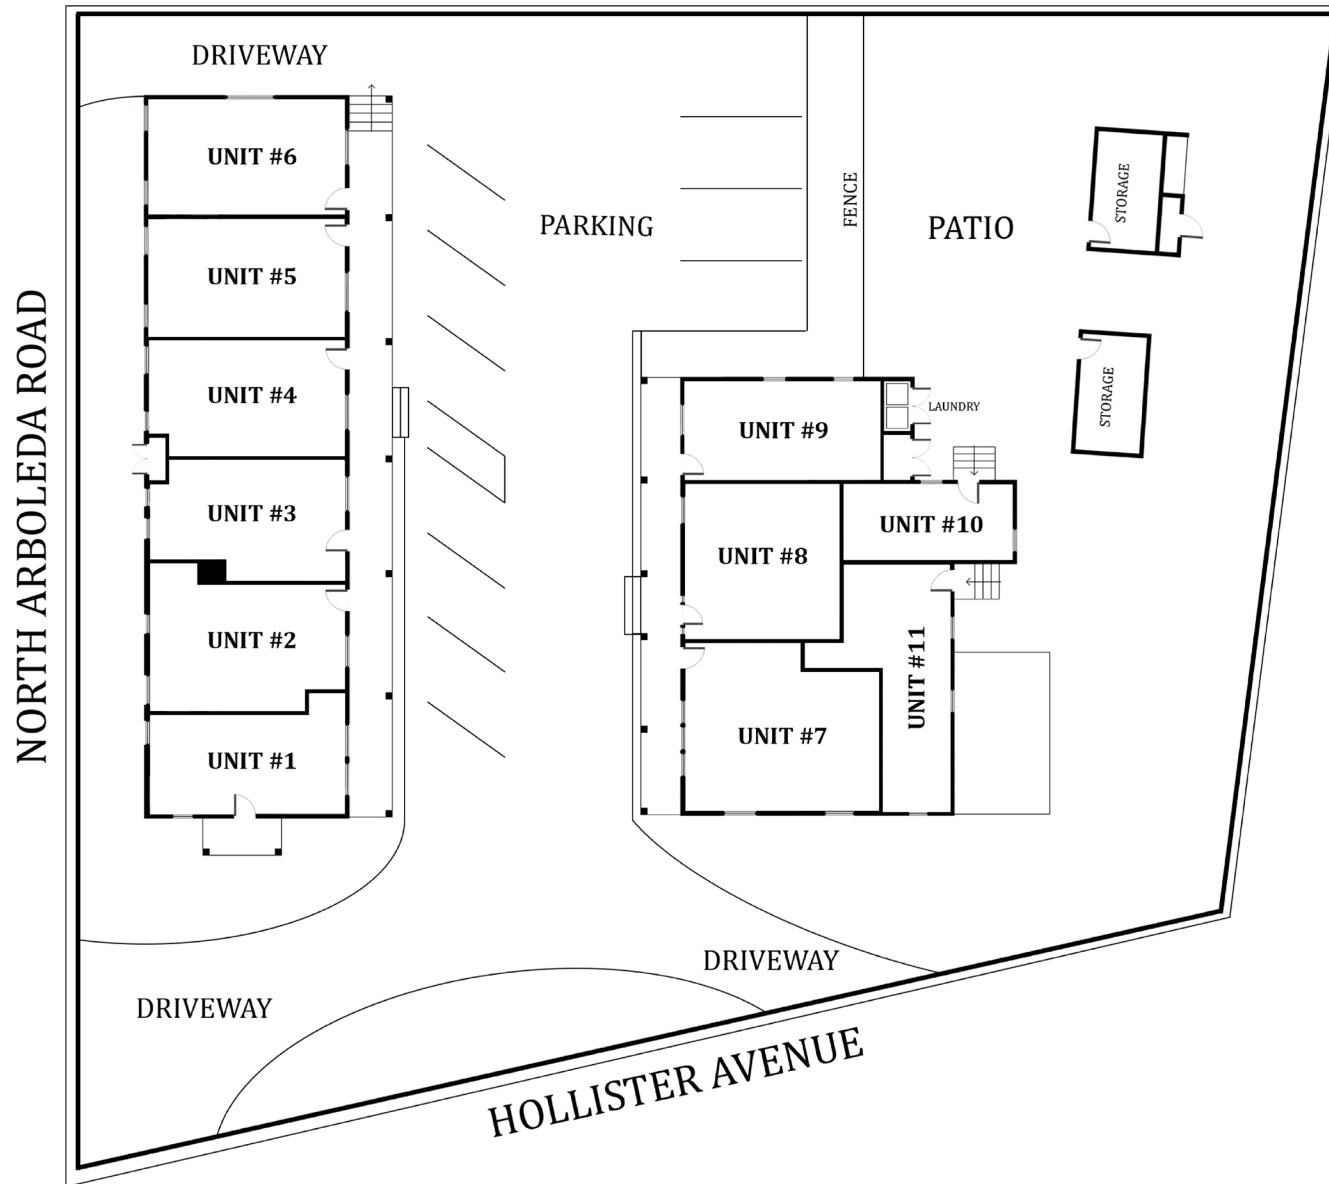 DRIVEWAY
UNIT #6
UNIT #5
UNIT #4
UNIT #3
UNIT #2
UNIT #1
NORTH ARBOLEDA ROAD
PARKING
FENCE
PATIO
STORAGE
STORAGE
LAUNDRY
UNIT #9
UNIT #10
UNIT #8
UNIT #11
UNIT #7
DRIVEWAY
DRIVEWAY
HOLLISTER AVENUE